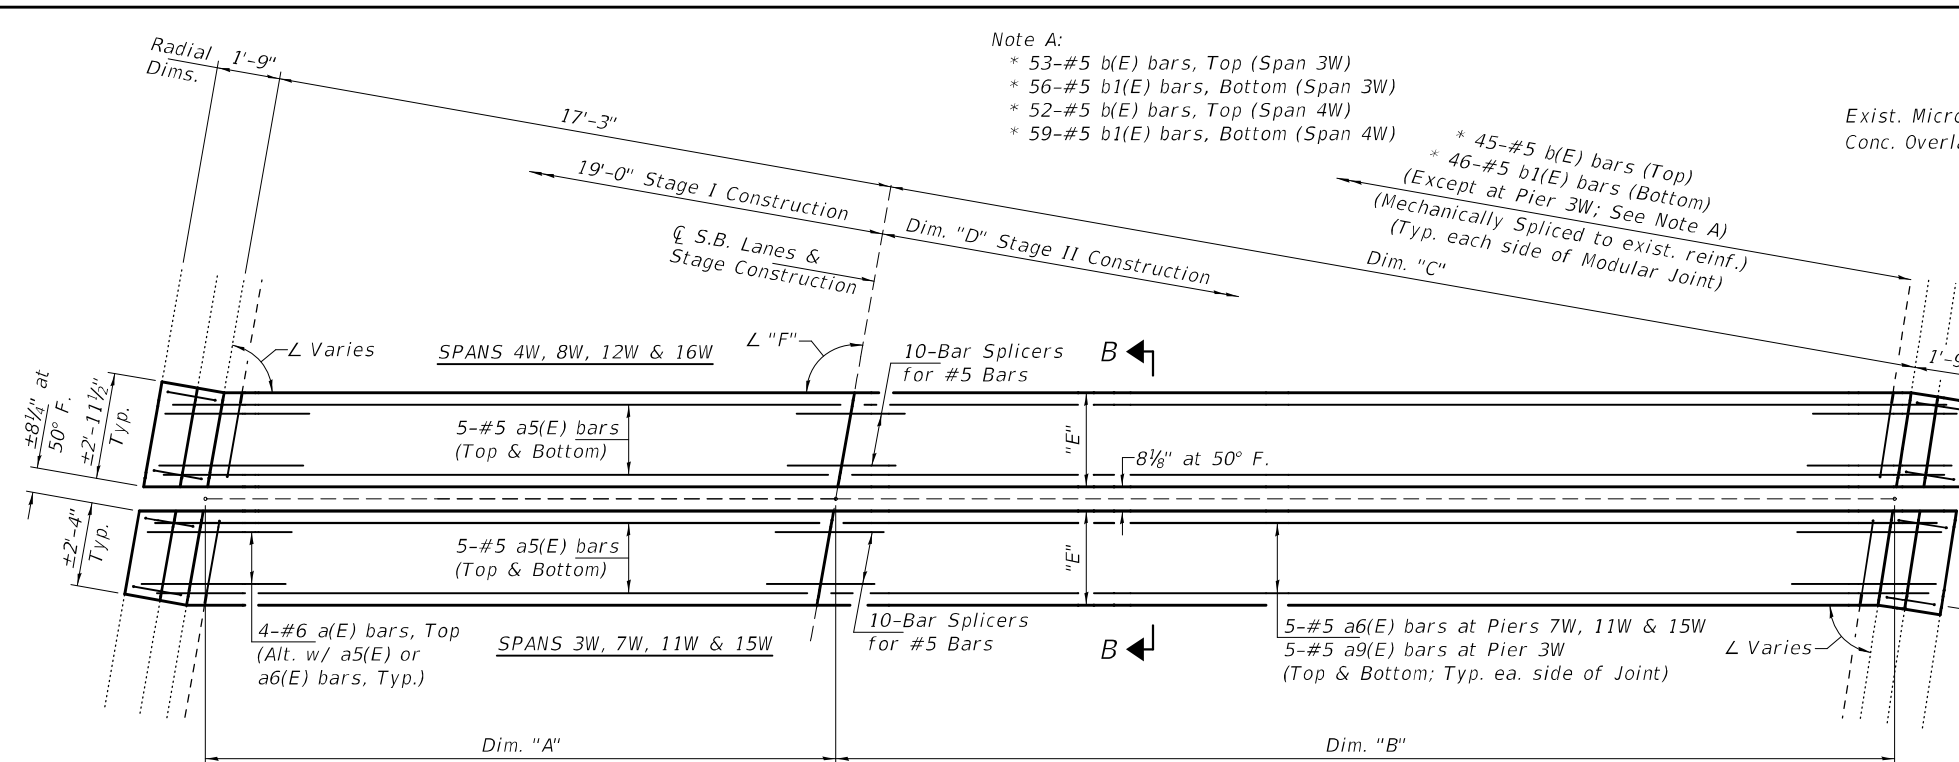 Radial
Dims.
1'-9"
17'-3"
19'-0" Stage I Construction
Dim. "D" Stage II Construction
℄ S.B. Lanes &
Stage Construction
Note A:
* 53-#5 b(E) bars, Top (Span 3W)
* 56-#5 b1(E) bars, Bottom (Span 3W)
* 52-#5 b(E) bars, Top (Span 4W)
* 59-#5 b1(E) bars, Bottom (Span 4W)
* 45-#5 b(E) bars (Top)
* 46-#5 b1(E) bars (Bottom)
(Except at Pier 3W; See Note A)
(Mechanically Spliced to exist. reinf.)
(Typ. each side of Modular Joint)
Dim. "C"
Exist. Micro
Conc. Overla
∠ Varies
SPANS 4W, 8W, 12W & 16W
∠ "F"
10-Bar Splicers
for #5 Bars
B
1'-9
±8¼" at
50° F.
±2'-11½"
Typ.
5-#5 a5(E) bars
(Top & Bottom)
"E"
8⅛" at 50° F.
±2'-4"
Typ.
5-#5 a5(E) bars
(Top & Bottom)
"E"
4-#6 a(E) bars, Top
(Alt. w/ a5(E) or
a6(E) bars, Typ.)
SPANS 3W, 7W, 11W & 15W
10-Bar Splicers
for #5 Bars
B
5-#5 a6(E) bars at Piers 7W, 11W & 15W
5-#5 a9(E) bars at Pier 3W
(Top & Bottom; Typ. ea. side of Joint)
∠ Varies
Dim. "A"
Dim. "B"